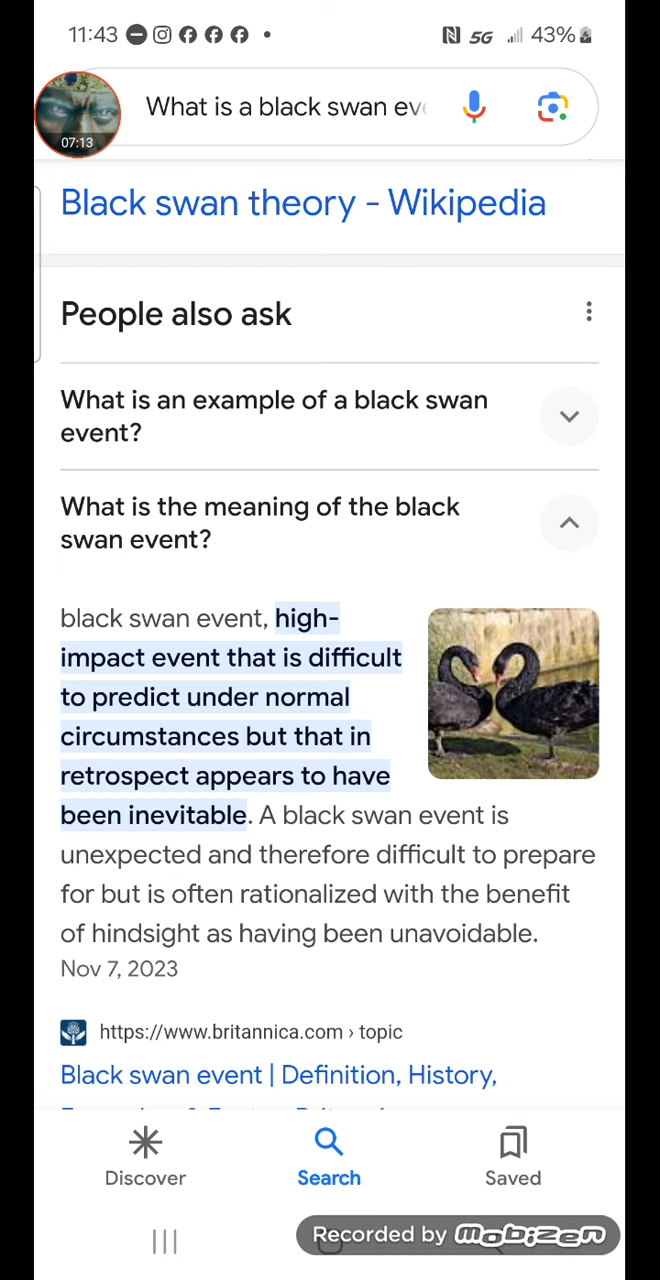 11:43
5G
43%
07:13
What is a black swan eve
Black swan theory - Wikipedia
People also ask
What is an example of a black swan
event?
What is the meaning of the black
swan event?
black swan event, high-
impact event that is difficult
to predict under normal
circumstances but that in
retrospect appears to have
been inevitable. A black swan event is
unexpected and therefore difficult to prepare
for but is often rationalized with the benefit
of hindsight as having been unavoidable.
Nov 7, 2023
https://www.britannica.com › topic
Black swan event | Definition, History,
Discover
Search
Saved
Recorded by mobizen